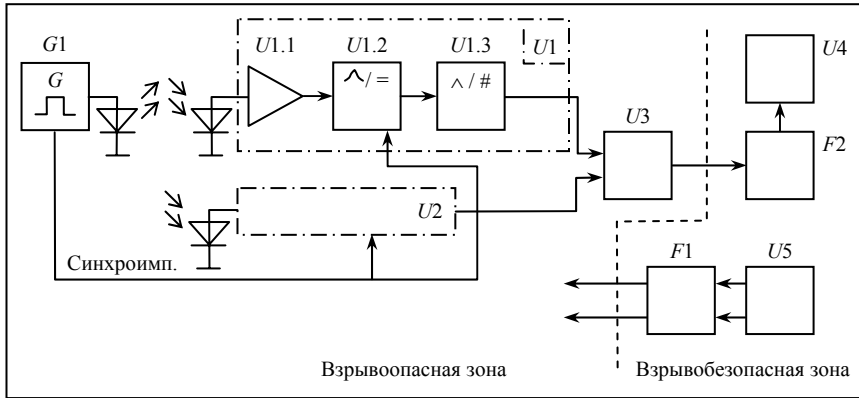 G1
U1.1
U1.2
U1.3
U1
U4
G
⌃/ =
^ / #
U3
F2
U2
Синхроимп.
F1
U5
Взрывоопасная зона
Взрывобезопасная зона